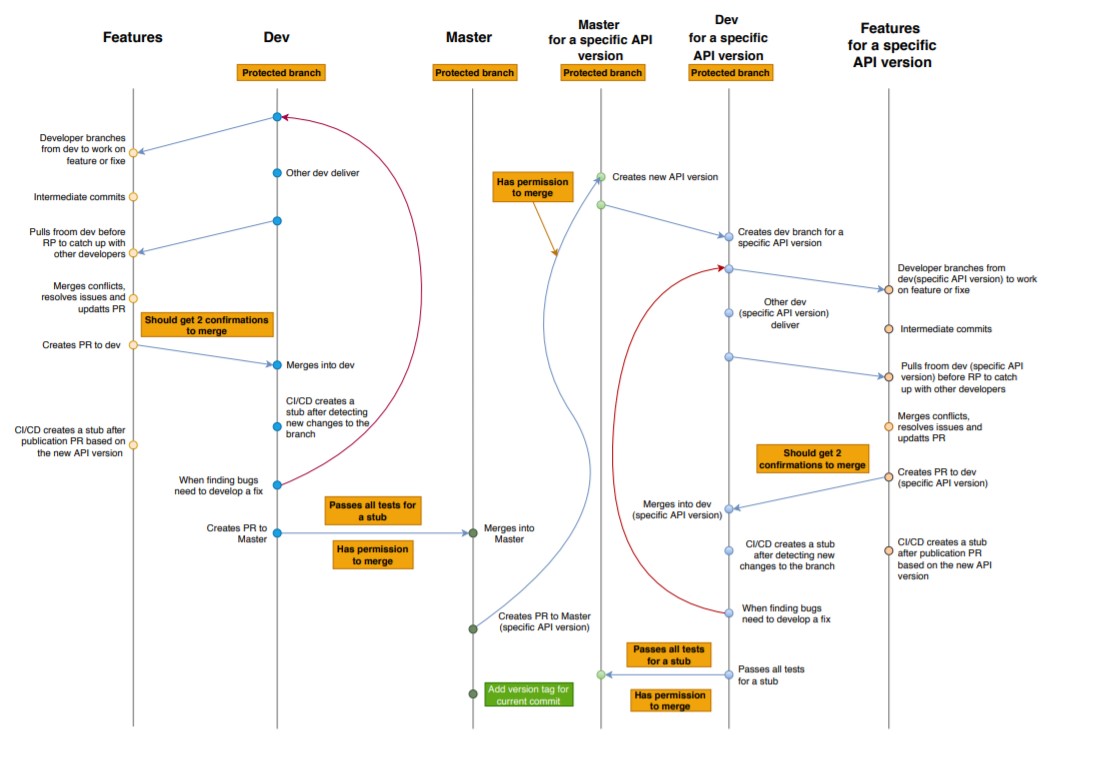 Features
Dev
Master
Master
for a specific API
version
Dev
for a specific
API version
Features
for a specific
API version
Protected branch
Protected branch
Protected branch
Protected branch
Developer branches
from dev to work on
feature or fixe
Other dev deliver
Intermediate commits
Pulls froom dev before
RP to catch up with
other developers
Merges conflicts,
resolves issues and
updatts PR
Should get 2 confirmations
to merge
Creates PR to dev
Merges into dev
CI/CD creates a
stub after detecting
new changes to the
branch
CI/CD creates a stub after
publication PR based on
the new API version
When finding bugs
need to develop a fix
Passes all tests for
a stub
Creates PR to
Master
Has permission
to merge
Merges into
Master
Creates PR to Master
(specific API version)
Add version tag for
current commit
Has permission
to merge
Creates new API version
Creates dev branch for a
specific API version
Developer branches from
dev(specific API version) to work
on feature or fixe
Other dev
(specific API version)
deliver
Intermediate commits
Pulls froom dev (specific API
version) before RP to catch
up with other developers
Merges conflicts,
resolves issues and
updatts PR
Should get 2
confirmations to merge
Creates PR to dev
(specific API version)
Merges into dev
(specific API version)
CI/CD creates a stub
after detecting new
changes to the branch
CI/CD creates a stub
after publication PR
based on the new API
version
When finding bugs
need to develop a fix
Passes all tests
for a stub
Passes all tests
for a stub
Has permission
to merge